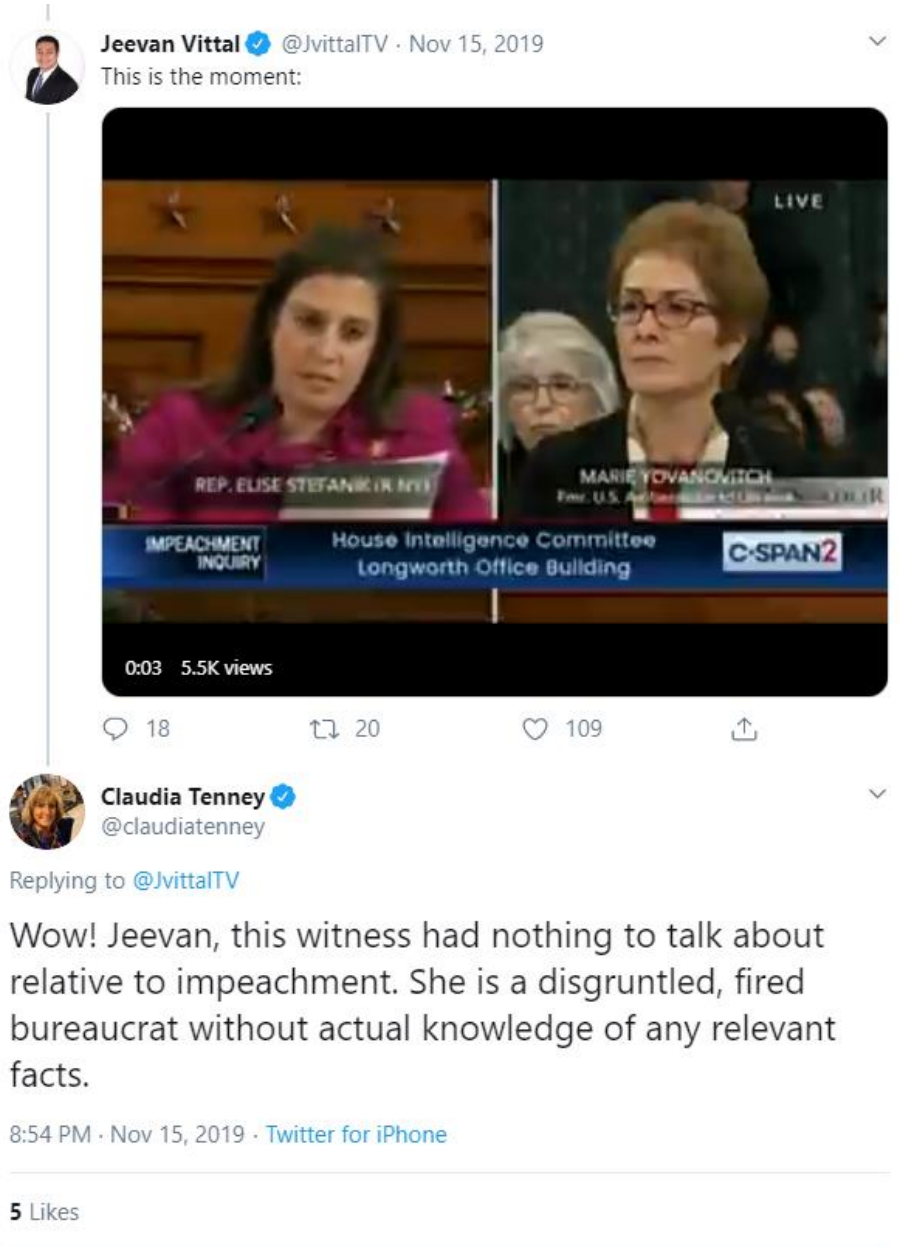 Jeevan Vittal @JvittalTV · Nov 15, 2019
This is the moment:
LIVE
REP. ELISE STEFANIK (R NY)
MARIE YOVANOVITCH
Fmr. U.S.
IMPEACHMENT
INQUIRY
House Intelligence Committee
Longworth Office Building
C-SPAN2
0:03 5.5K views
18 20 109
Claudia Tenney
@claudiatenney
Replying to @JvittalTV
Wow! Jeevan, this witness had nothing to talk about
relative to impeachment. She is a disgruntled, fired
bureaucrat without actual knowledge of any relevant
facts.
8:54 PM · Nov 15, 2019 · Twitter for iPhone
5 Likes